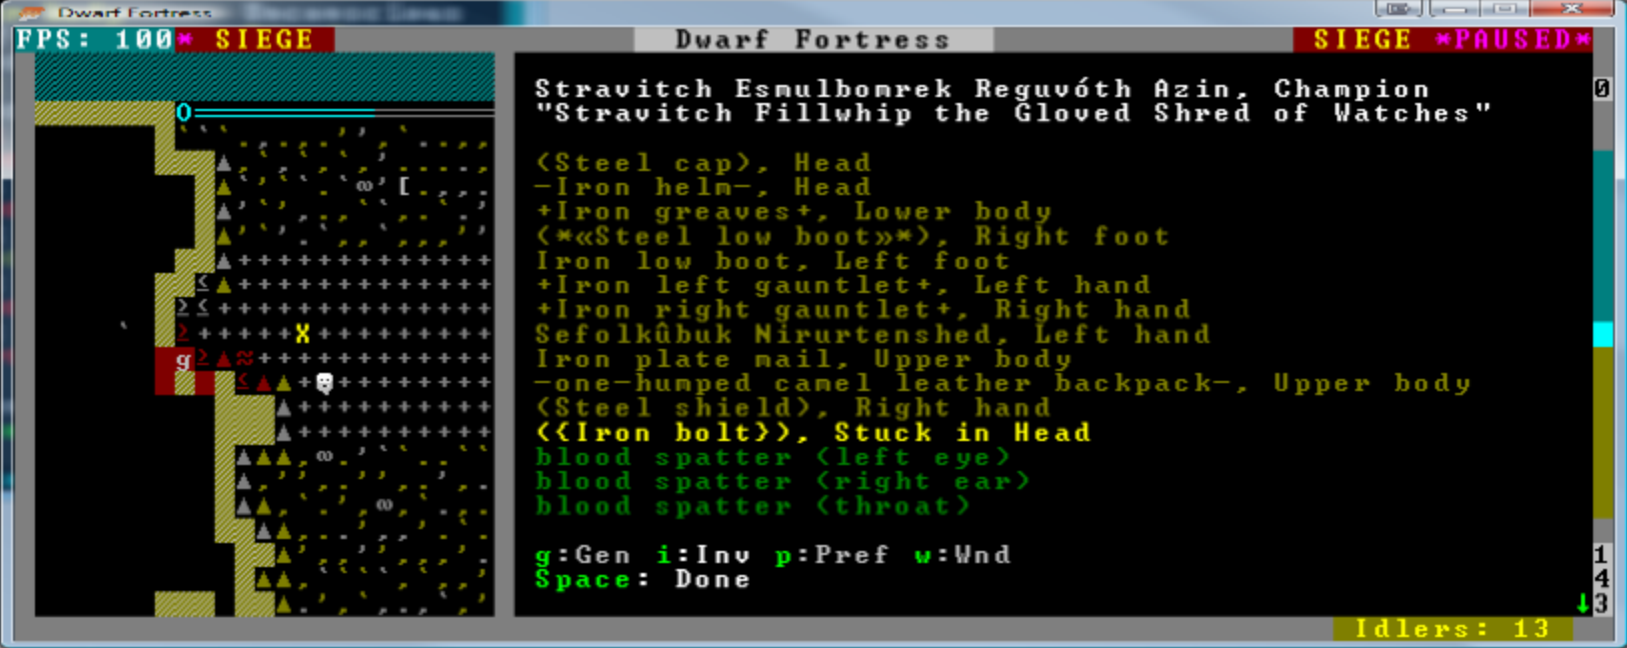 Dwarf Fortress
FPS: 100* SIEGE
Dwarf Fortress
SIEGE *PAUSED*
Stravitch Esmulbomrek Reguvóth Azin, Champion
"Stravitch Fillwhip the Gloved Shred of Watches"
(Steel cap), Head
-Iron helm-, Head
+Iron greaves+, Lower body
(*«Steel low boot»*), Right foot
Iron low boot, Left foot
+Iron left gauntlet+, Left hand
+Iron right gauntlet+, Right hand
Sefolkûbuk Nirurtenshed, Left hand
Iron plate mail, Upper body
-one-humped camel leather backpack-, Upper body
(Steel shield), Right hand
({Iron bolt}), Stuck in Head
blood spatter (left eye)
blood spatter (right ear)
blood spatter (throat)
g:Gen i:Inv p:Pref w:Wnd
Space: Done
0
1
4
3
Idlers: 13